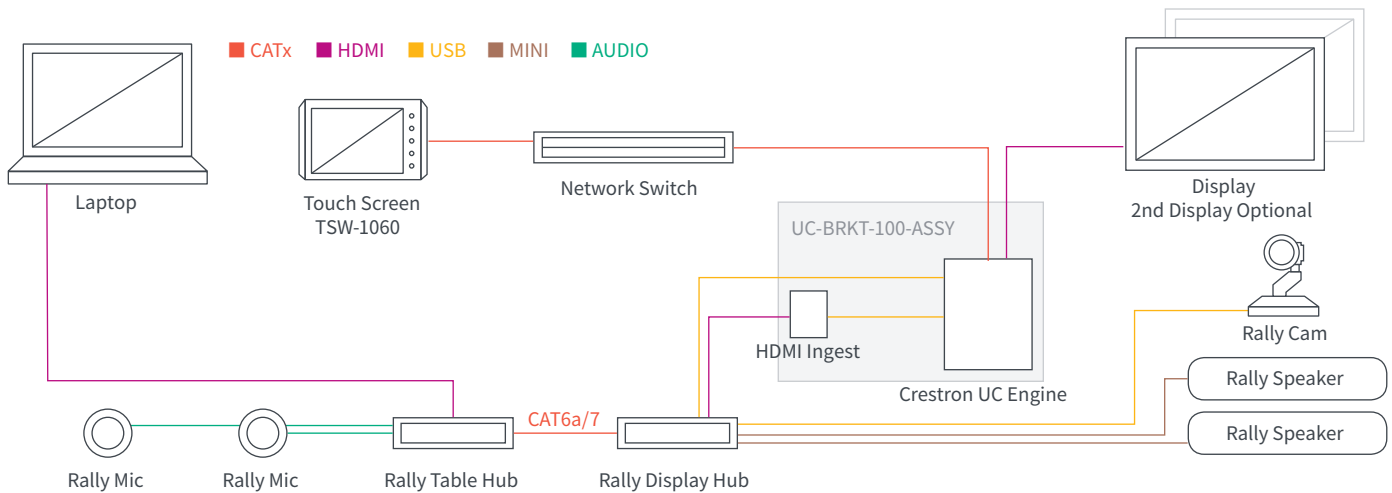 CATx HDMI USB MINI AUDIO
Laptop
Touch Screen
TSW-1060
Network Switch
Display
2nd Display Optional
UC-BRKT-100-ASSY
HDMI Ingest
Crestron UC Engine
Rally Cam
Rally Speaker
Rally Speaker
CAT6a/7
Rally Mic
Rally Mic
Rally Table Hub
Rally Display Hub